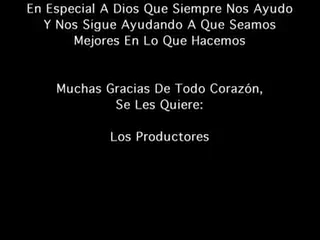 En Especial A Dios Que Siempre Nos Ayudo
Y Nos Sigue Ayudando A Que Seamos
Mejores En Lo Que Hacemos
Muchas Gracias De Todo Corazón,
Se Les Quiere:
Los Productores